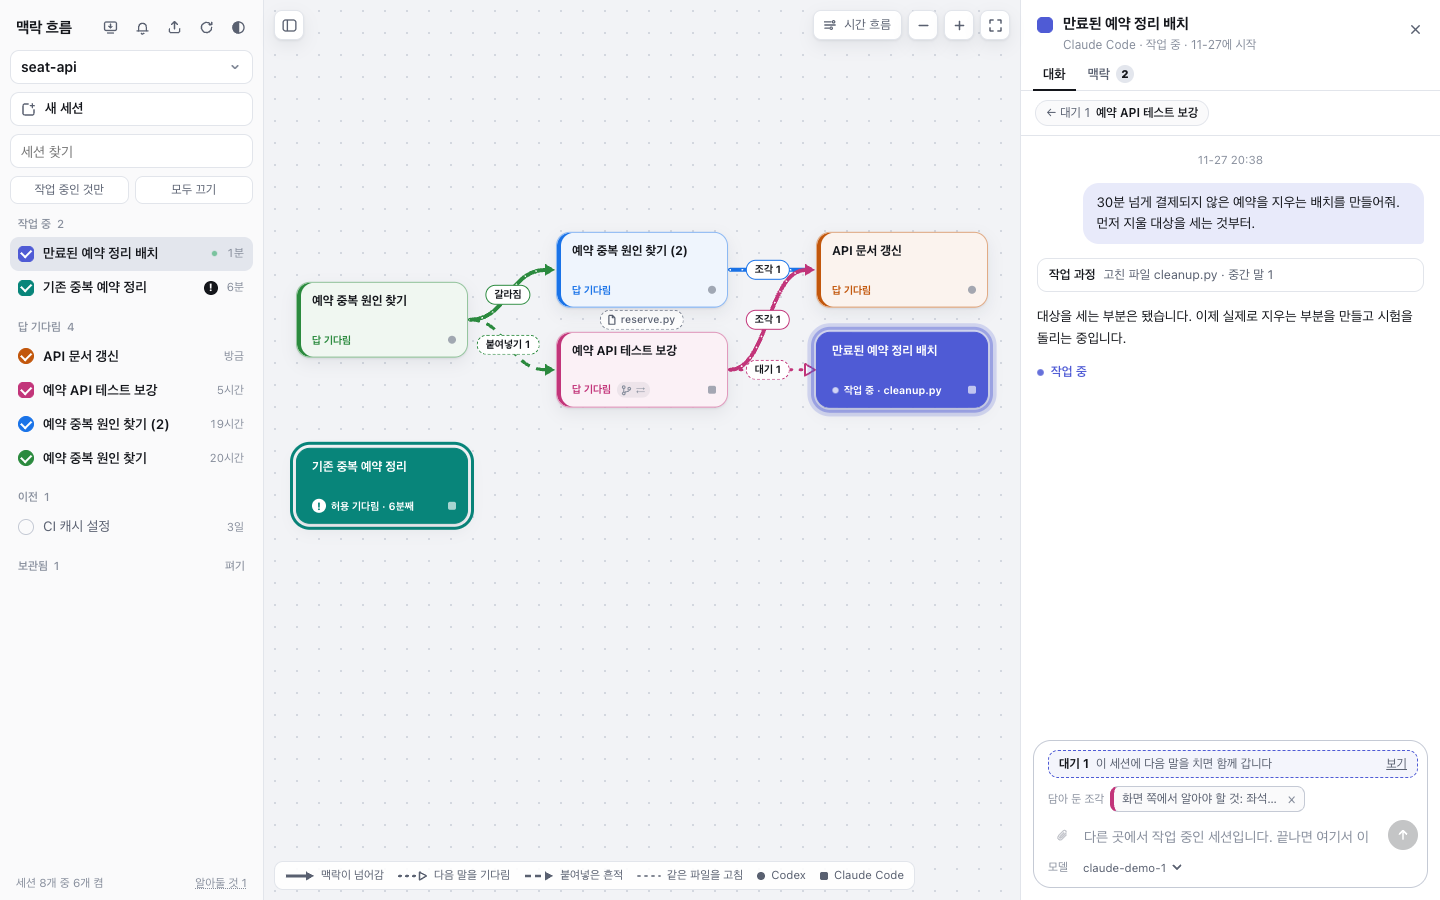 맥락 흐름
seat-api
새 세션
세션 찾기
작업 중인 것만
모두 끄기
작업 중 2
만료된 예약 정리 배치 1분
기존 중복 예약 정리 ! 6분
답 기다림 4
API 문서 갱신 방금
예약 API 테스트 보강 5시간
예약 중복 원인 찾기 (2) 19시간
예약 중복 원인 찾기 20시간
이전 1
CI 캐시 설정 3일
보관됨 1 펴기
세션 8개 중 6개 켬
알아둘 것 1
시간 흐름
예약 중복 원인 찾기
답 기다림
갈라짐
붙여넣기 1
예약 중복 원인 찾기 (2)
답 기다림
reserve.py
예약 API 테스트 보강
답 기다림
조각 1
조각 1
대기 1
API 문서 갱신
답 기다림
만료된 예약 정리 배치
작업 중 · cleanup.py
기존 중복 예약 정리
! 허용 기다림 · 6분째
맥락이 넘어감
다음 말을 기다림
붙여넣은 흔적
같은 파일을 고침
Codex
Claude Code
만료된 예약 정리 배치
Claude Code · 작업 중 · 11-27에 시작
대화
맥락 2
← 대기 1 예약 API 테스트 보강
11-27 20:38
30분 넘게 결제되지 않은 예약을 지우는 배치를 만들어줘.
먼저 지울 대상을 세는 것부터.
작업 과정 고친 파일 cleanup.py · 중간 말 1
대상을 세는 부분은 됐습니다. 이제 실제로 지우는 부분을 만들고 시험을
돌리는 중입니다.
작업 중
대기 1 이 세션에 다음 말을 치면 함께 갑니다 보기
담아 둔 조각 화면 쪽에서 알아야 할 것: 좌석... ×
다른 곳에서 작업 중인 세션입니다. 끝나면 여기서 이
모델 claude-demo-1